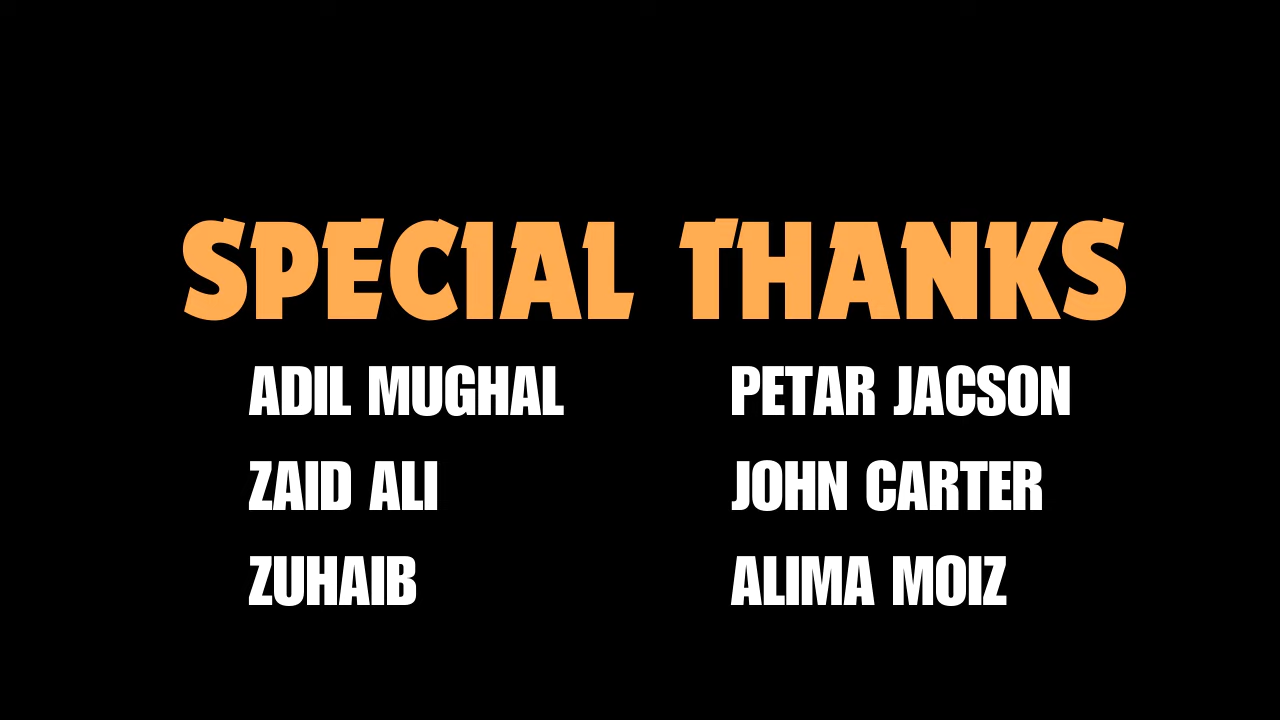 SPECIAL THANKS
ADIL MUGHAL
ZAID ALI
ZUHAIB
PETAR JACSON
JOHN CARTER
ALIMA MOIZ